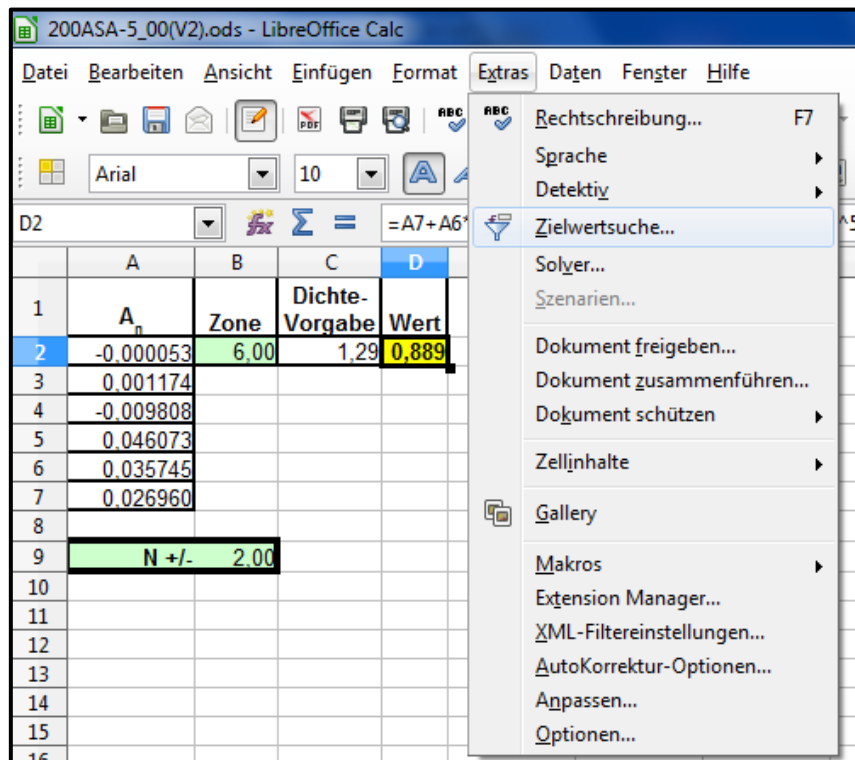 200ASA-5_00(V2).ods - LibreOffice Calc
Datei Bearbeiten Ansicht Einfügen Format Extras Daten Fenster Hilfe
PDF ABC
Arial 10
D2 =A7+A6*
A B C D
1 An Zone Dichte-Vorgabe Wert
2 -0,000053 6,00 1,29 0,889
3 0,001174
4 -0,009808
5 0,046073
6 0,035745
7 0,026960
8
9 N +/- 2,00
10
11
12
13
14
15
16
ABC Rechtschreibung... F7
Sprache
Detektiv
Zielwertsuche...
Solver...
Szenarien...
Dokument freigeben...
Dokument zusammenführen...
Dokument schützen
Zellinhalte
Gallery
Makros
Extension Manager...
XML-Filtereinstellungen...
AutoKorrektur-Optionen...
Anpassen...
Optionen...